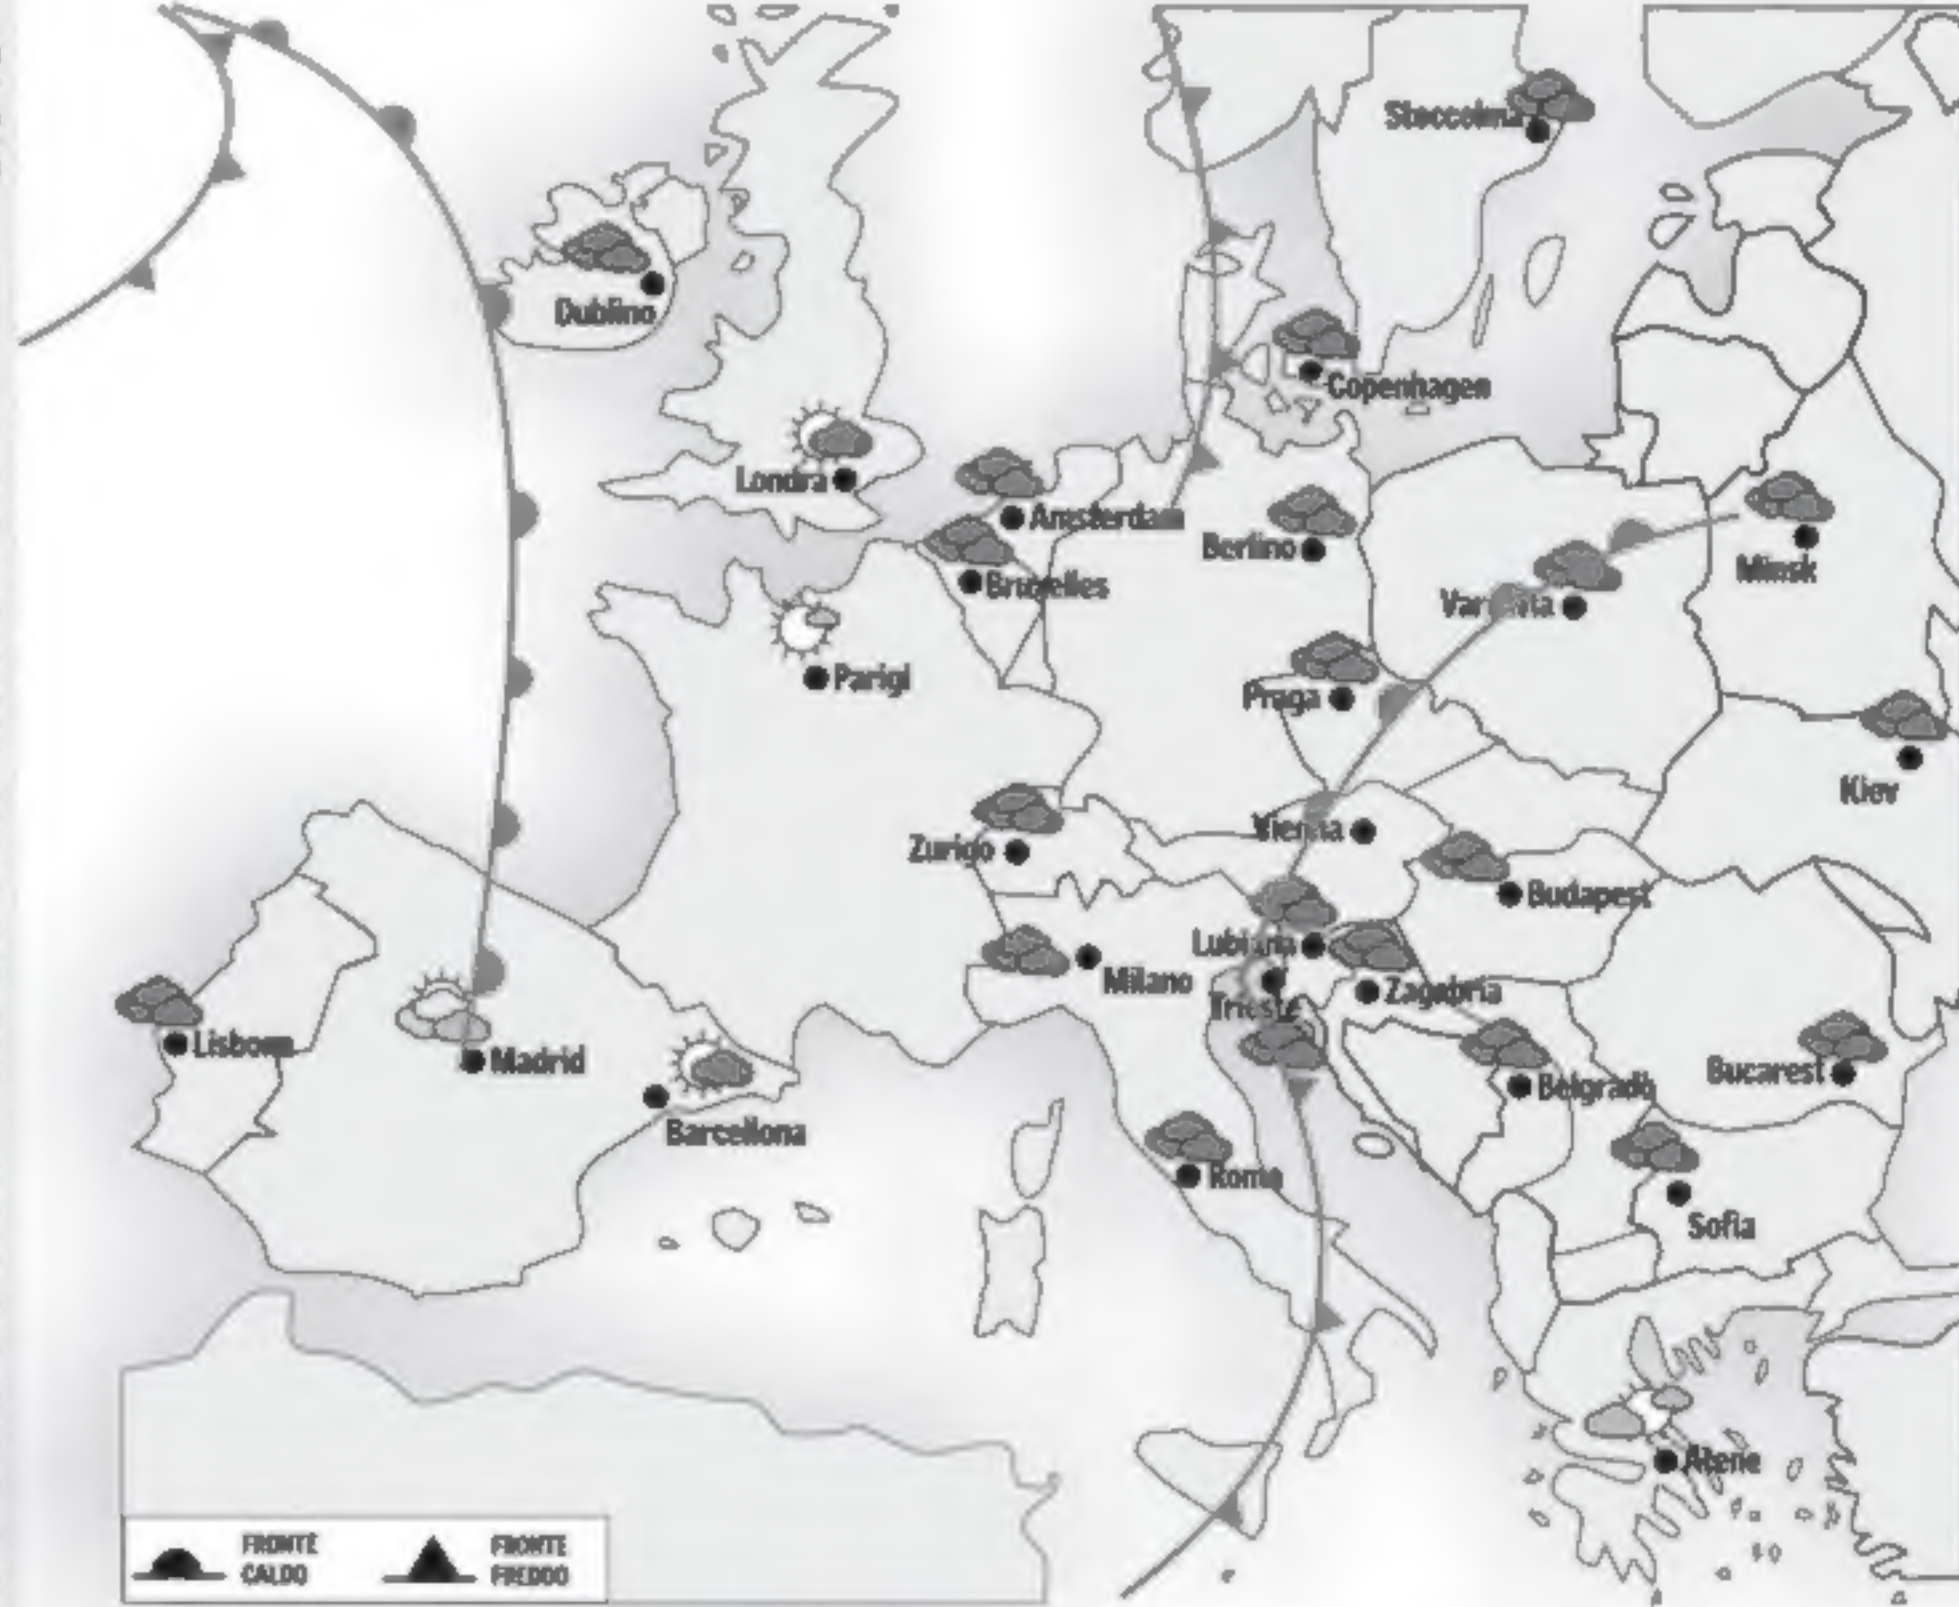 Stoccolma
Dublino
Copenhagen
Londra
Amsterdam
Berlino
Bruxelles
Minsk
Varsavia
Parigi
Praga
Kiev
Vienna
Zurigo
Budapest
Lubiana
Milano
Zagabria
Trieste
Lisbona
Madrid
Belgrado
Bucarest
Barcellona
Roma
Sofia
Atene
FRONTE
CALDO
FRONTE
FREDDO